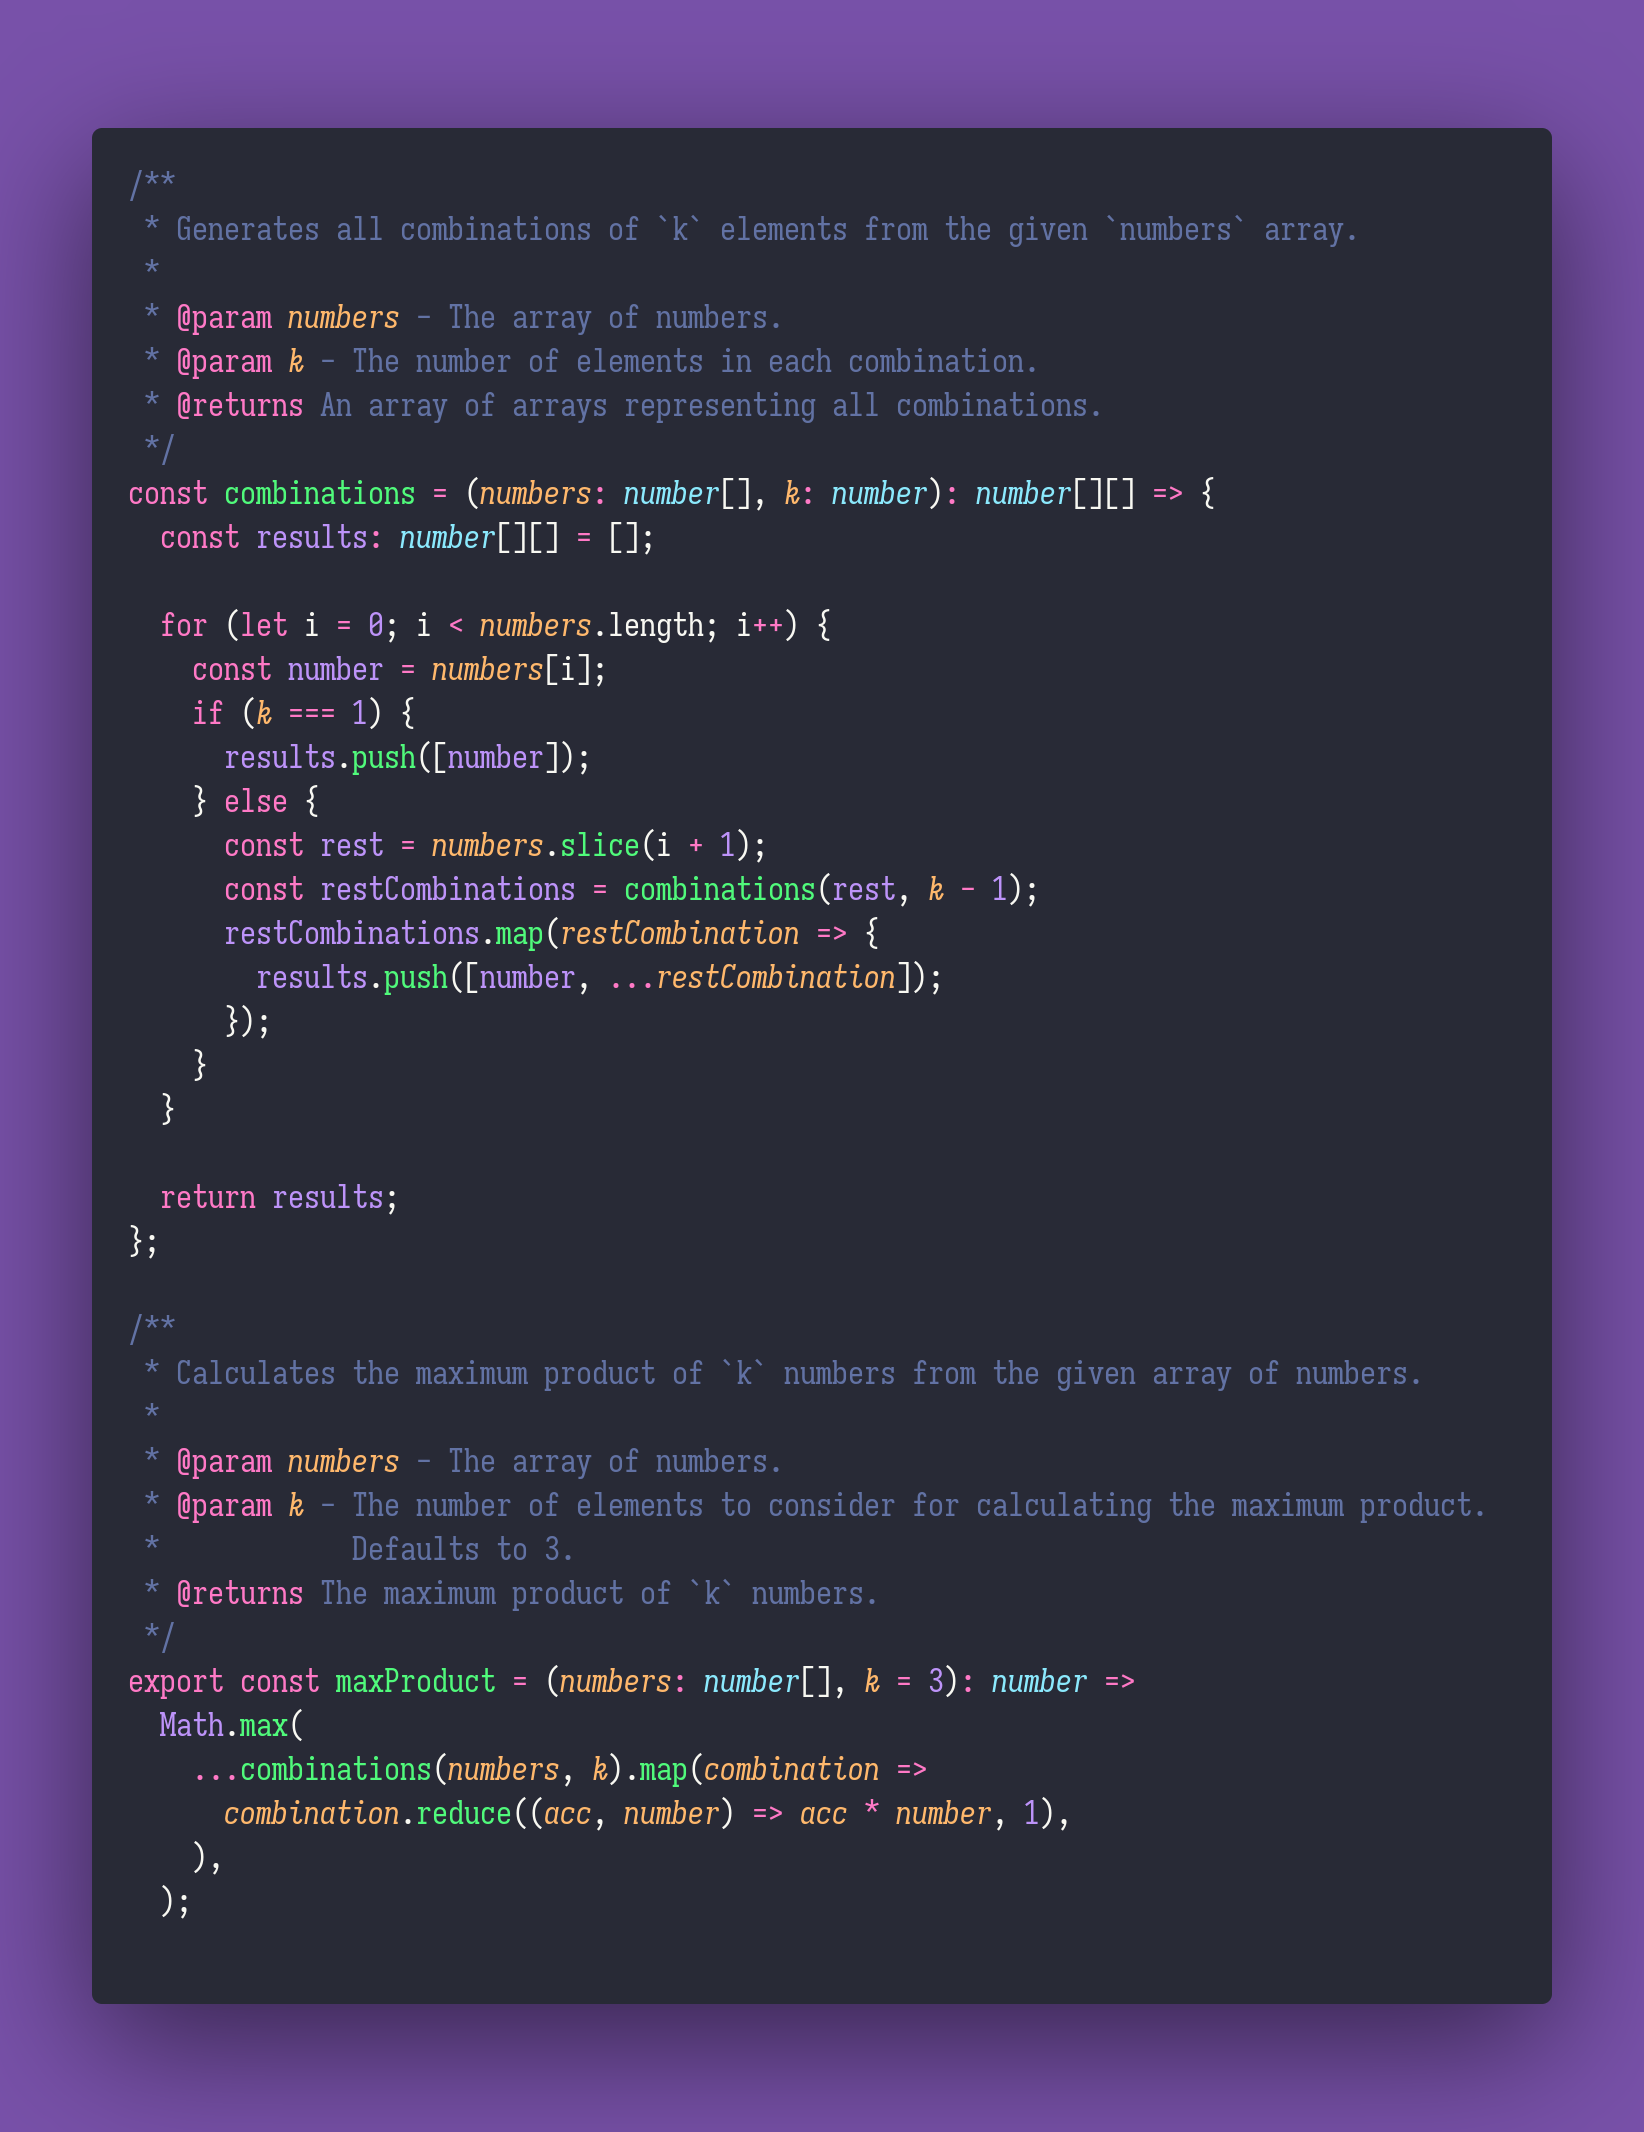 /**
 * Generates all combinations of `k` elements from the given `numbers` array.
 *
 * @param numbers - The array of numbers.
 * @param k - The number of elements in each combination.
 * @returns An array of arrays representing all combinations.
 */
const combinations = (numbers: number[], k: number): number[][] => {
  const results: number[][] = [];

  for (let i = 0; i < numbers.length; i++) {
    const number = numbers[i];
    if (k === 1) {
      results.push([number]);
    } else {
      const rest = numbers.slice(i + 1);
      const restCombinations = combinations(rest, k - 1);
      restCombinations.map(restCombination => {
        results.push([number, ...restCombination]);
      });
    }
  }

  return results;
};

/**
 * Calculates the maximum product of `k` numbers from the given array of numbers.
 *
 * @param numbers - The array of numbers.
 * @param k - The number of elements to consider for calculating the maximum product.
 *            Defaults to 3.
 * @returns The maximum product of `k` numbers.
 */
export const maxProduct = (numbers: number[], k = 3): number =>
  Math.max(
    ...combinations(numbers, k).map(combination =>
      combination.reduce((acc, number) => acc * number, 1),
    ),
  );